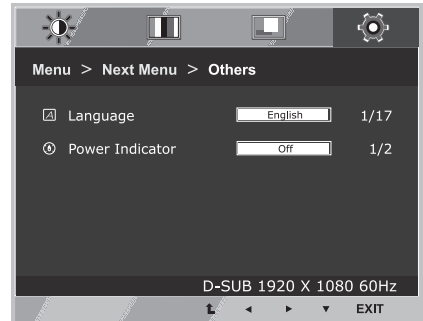 Menu > Next Menu > Others
A Language English 1/17
Power Indicator Off 1/2
D-SUB 1920 X 1080 60Hz
EXIT